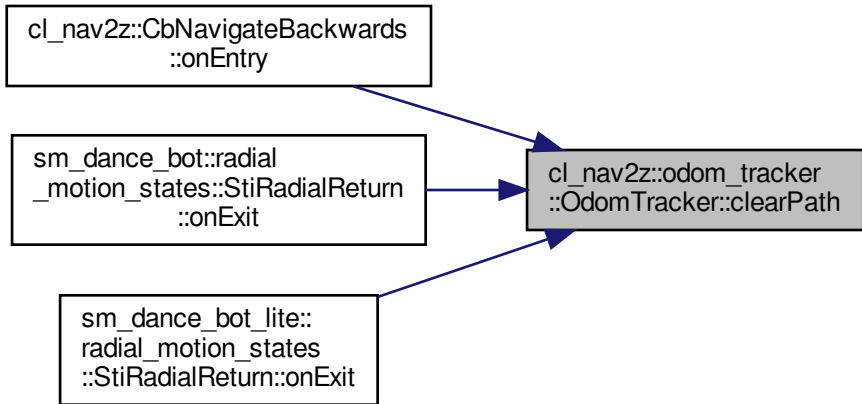 cl_nav2z::CbNavigateBackwards
::onEntry
sm_dance_bot::radial
_motion_states::StiRadialReturn
::onExit
cl_nav2z::odom_tracker
::OdomTracker::clearPath
sm_dance_bot_lite::
radial_motion_states
::StiRadialReturn::onExit